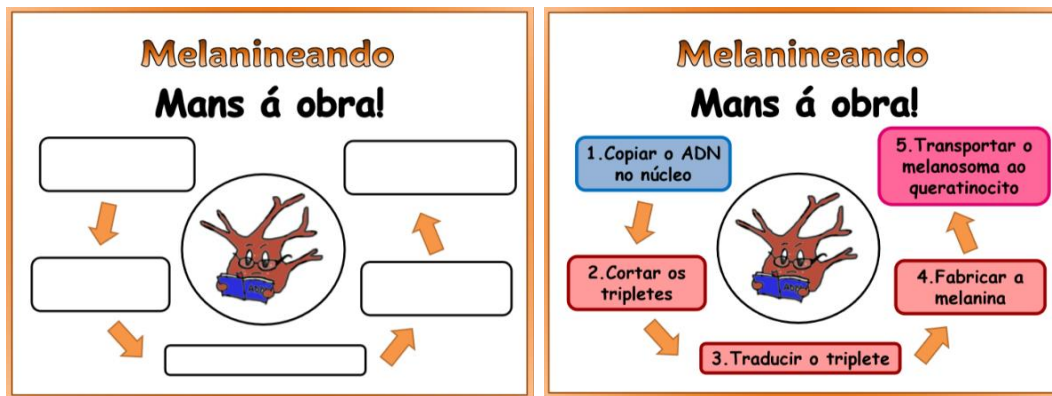 Melanineando
Mans á obra!
Melanineando
Mans á obra!
1.Copiar o ADN
no núcleo
2.Cortar os
tripletes
3.Traducir o triplete
4.Fabricar a
melanina
5.Transportar o
melanosoma ao
queratinocito